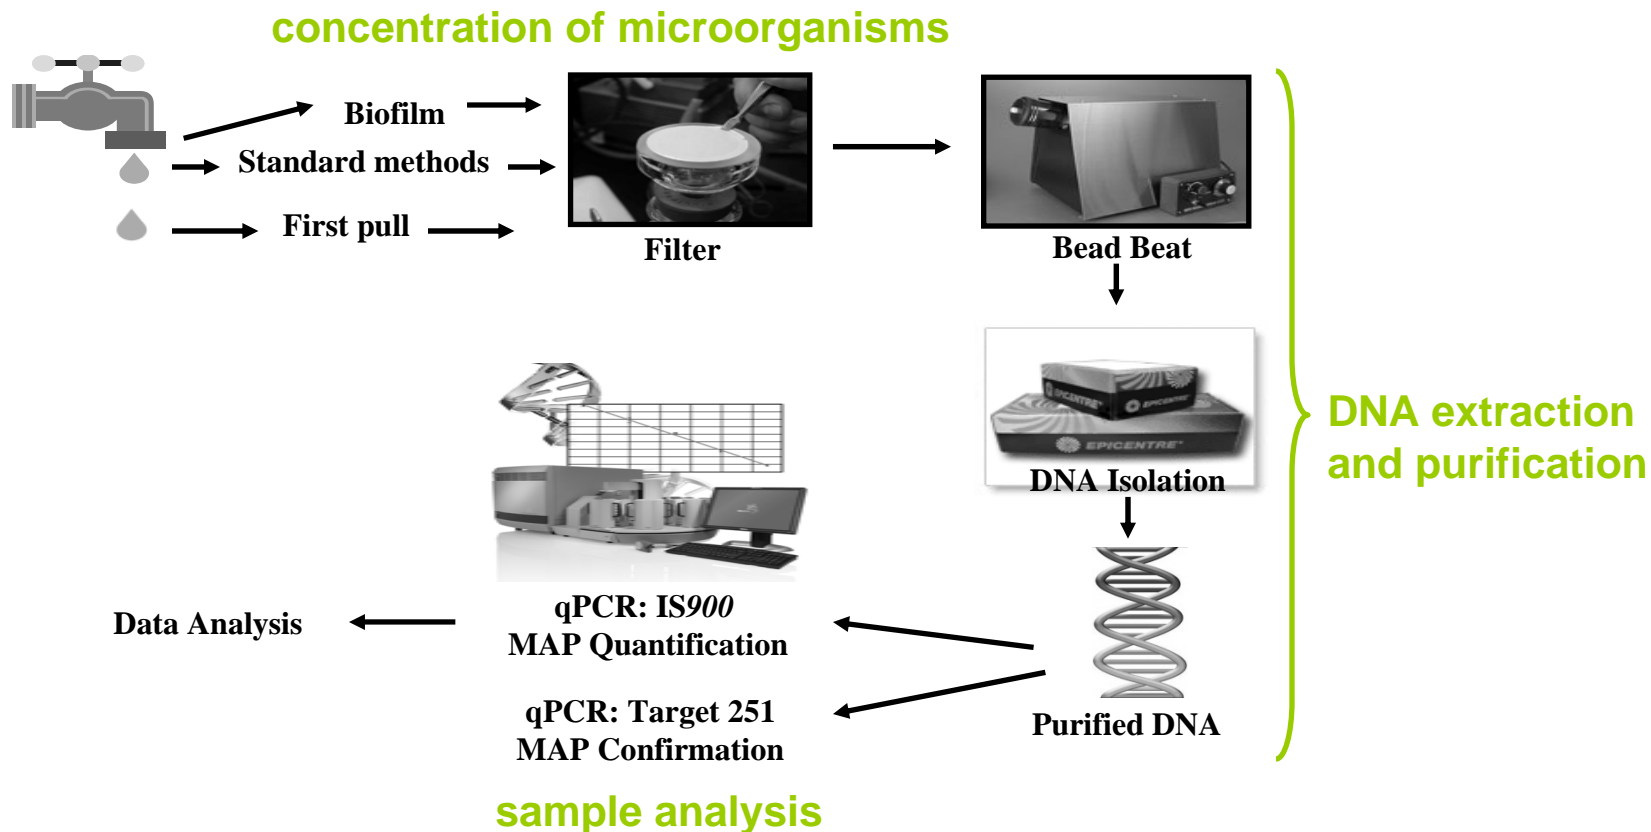 concentration of microorganisms
Biofilm
Standard methods
First pull
Filter
Bead Beat
EPICENTRE
EPICENTRE
DNA Isolation
DNA extraction
and purification
Purified DNA
qPCR: IS900
MAP Quantification
qPCR: Target 251
MAP Confirmation
Data Analysis
sample analysis